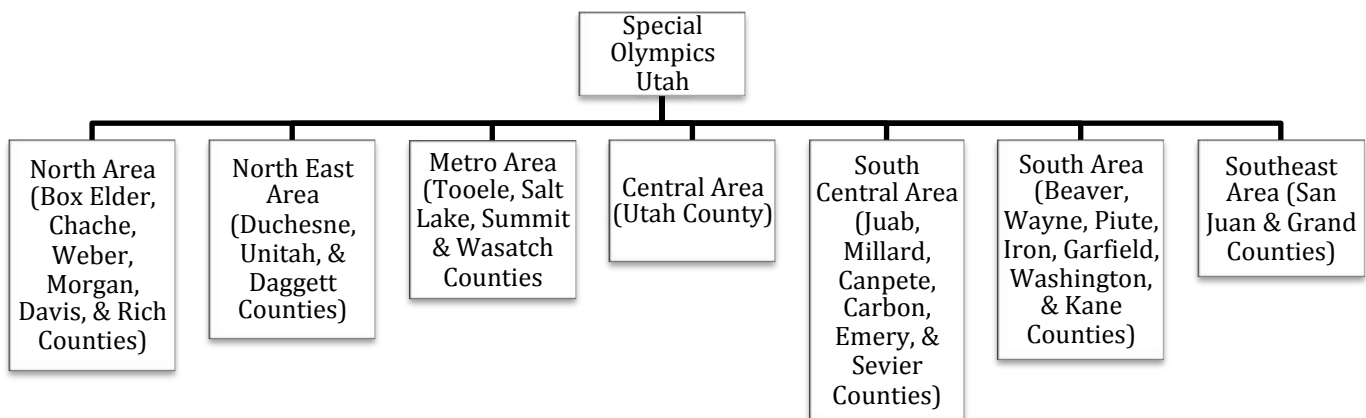 Special
Olympics
Utah
North Area
(Box Elder,
Chache,
Weber,
Morgan,
Davis, & Rich
Counties)
North East
Area
(Duchesne,
Unitah, &
Daggett
Counties)
Metro Area
(Tooele, Salt
Lake, Summit
& Wasatch
Counties
Central Area
(Utah County)
South
Central Area
(Juab,
Millard,
Canpete,
Carbon,
Emery, &
Sevier
Counties)
South Area
(Beaver,
Wayne, Piute,
Iron, Garfield,
Washington,
& Kane
Counties)
Southeast
Area (San
Juan & Grand
Counties)